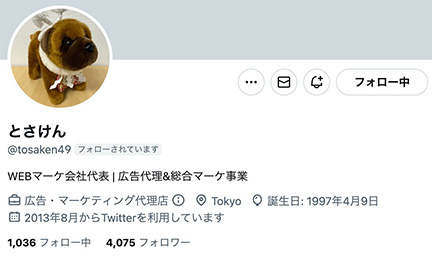 フォロー中
とさけん
@tosaken49 フォローされています
WEBマーケ会社代表 | 広告代理&総合マーケ事業
広告・マーケティング代理店 Tokyo 誕生日: 1997年4月9日
2013年8月からTwitterを利用しています
1,036 フォロー中 4,075 フォロワー